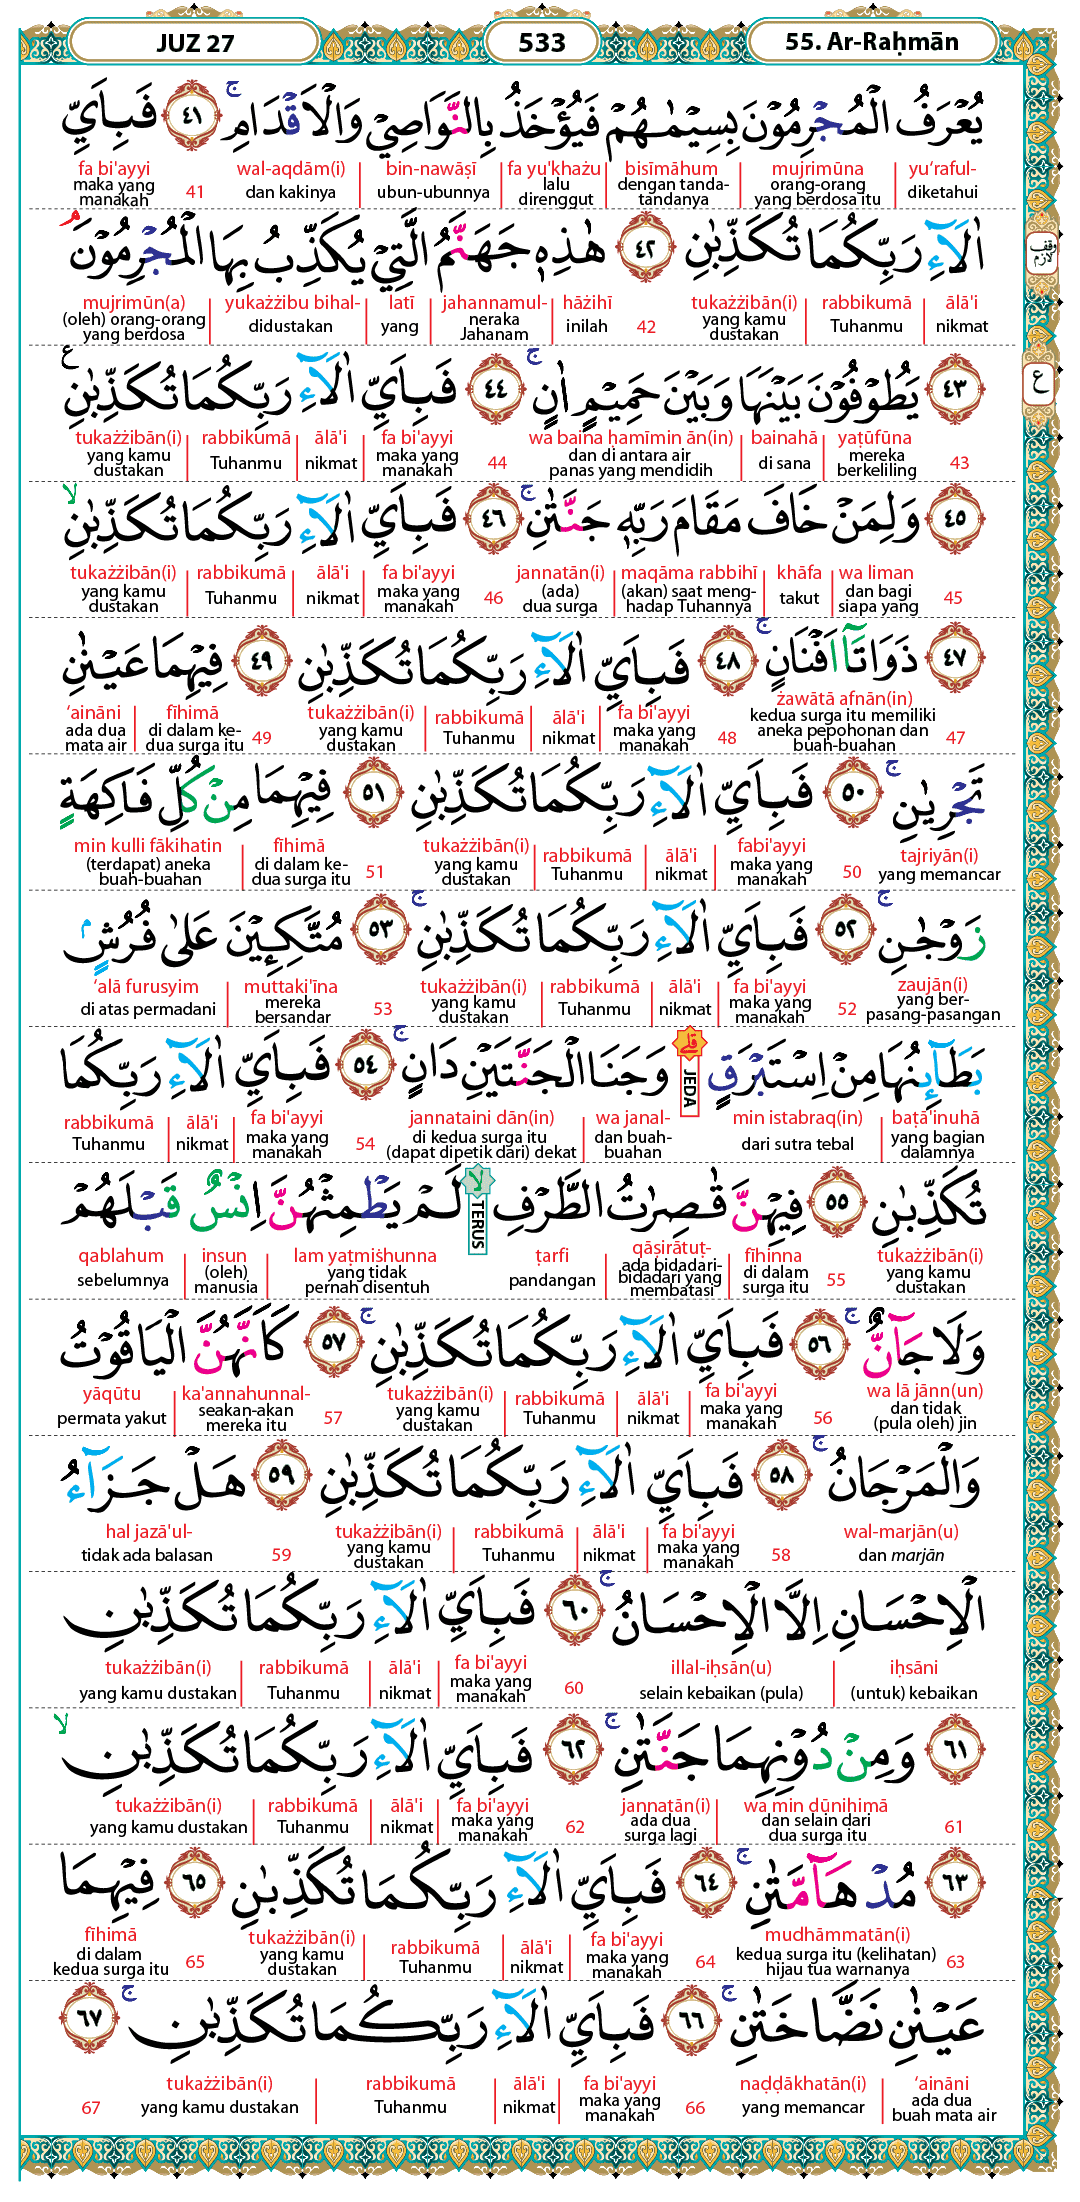 JUZ 27
533
55. Ar-Raḥmān
يُعْرَفُ الْمُجْرِمُوْنَ بِسِيْمٰىهُمْ فَيُؤْخَذُ بِالنَّوَاصِيْ وَالْاَقْدَامِۚ ٤١ فَبِاَيِّ
yu‘raful- mujrimūna bisīmāhum fa yu'khażu bin-nawāṣī wal-aqdām(i) fa bi'ayyi
diketahui orang-orang yang berdosa itu dengan tanda-tandanya lalu direnggut ubun-ubunnya dan kakinya 41 maka yang manakah
اٰلَاۤءِ رَبِّكُمَا تُكَذِّبٰنِ ٤٢ هٰذِهٖ جَهَنَّمُ الَّتِيْ يُكَذِّبُ بِهَا الْمُجْرِمُوْنَۘ
ālā'i rabbikumā tukażżibān(i) hāżihī jahannamul- latī yukażżibu bihal- mujrimūn(a)
nikmat Tuhanmu yang kamu dustakan 42 inilah neraka Jahanam yang didustakan (oleh) orang-orang yang berdosa
وقف لازم
٤٣ يَطُوْفُوْنَ بَيْنَهَا وَبَيْنَ حَمِيْمٍ اٰنٍۚ ٤٤ فَبِاَيِّ اٰلَاۤءِ رَبِّكُمَا تُكَذِّبٰنِ ࣖ
ع
yaṭūfūna bainahā wa baina hamīmin ān(in) fa bi'ayyi ālā'i rabbikumā tukażżibān(i)
43 mereka berkeliling di sana dan di antara air panas yang mendidih 44 maka yang manakah nikmat Tuhanmu yang kamu dustakan
٤٥ وَلِمَنْ خَافَ مَقَامَ رَبِّهٖ جَنَّتٰنِۚ ٤٦ فَبِاَيِّ اٰلَاۤءِ رَبِّكُمَا تُكَذِّبٰنِۙ
wa liman khāfa maqāma rabbihī jannatān(i) fa bi'ayyi ālā'i rabbikumā tukażżibān(i)
45 dan bagi siapa yang takut (akan) saat meng-hadap Tuhannya (ada) dua surga 46 maka yang manakah nikmat Tuhanmu yang kamu dustakan
٤٧ ذَوَاتَآ اَفْنَانٍۚ ٤٨ فَبِاَيِّ اٰلَاۤءِ رَبِّكُمَا تُكَذِّبٰنِ ٤٩ فِيْهِمَا عَيْنٰنِ
żawātā afnān(in) fa bi'ayyi ālā'i rabbikumā tukażżibān(i) fīhimā ‘aināni
47 kedua surga itu memiliki aneka pepohonan dan buah-buahan 48 maka yang manakah nikmat Tuhanmu yang kamu dustakan 49 di dalam ke-dua surga itu ada dua mata air
تَجْرِيٰنِۚ ٥٠ فَبِاَيِّ اٰلَاۤءِ رَبِّكُمَا تُكَذِّبٰنِ ٥١ فِيْهِمَا مِنْ كُلِّ فَاكِهَةٍ
tajriyān(i) fabi'ayyi ālā'i rabbikumā tukażżibān(i) fīhimā min kulli fākihatin
yang memancar 50 maka yang manakah nikmat Tuhanmu yang kamu dustakan 51 di dalam ke-dua surga itu (terdapat) aneka buah-buahan
زَوْجٰنِۚ ٥٢ فَبِاَيِّ اٰلَاۤءِ رَبِّكُمَا تُكَذِّبٰنِۚ ٥٣ مُتَّكِـِٕيْنَ عَلٰى فُرُشٍۢ
zaujān(i) fa bi'ayyi ālā'i rabbikumā tukażżibān(i) muttaki'īna ‘alā furusyim
yang ber-pasang-pasangan 52 maka yang manakah nikmat Tuhanmu yang kamu dustakan 53 mereka bersandar di atas permadani
بَطَاۤىِٕنُهَا مِنْ اِسْتَبْرَقٍۗ JEDA وَجَنَا الْجَنَّتَيْنِ دَانٍۚ ٥٤ فَبِاَيِّ اٰلَاۤءِ رَبِّكُمَا
baṭā'inuhā min istabraq(in) wa janal- jannataini dān(in) fa bi'ayyi ālā'i rabbikumā
yang bagian dalamnya dari sutra tebal dan buah-buahan di kedua surga itu (dapat dipetik dari) dekat 54 maka yang manakah nikmat Tuhanmu
تُكَذِّبٰنِ ٥٥ فِيْهِنَّ قٰصِرٰتُ الطَّرْفِۙ TERUS لَمْ يَطْمِثْهُنَّ اِنْسٌ قَبْلَهُمْ
tukażżibān(i) fīhinna qāṣirātuṭ- ṭarfi lam yaṭmiṡhunna insun qablahum
yang kamu dustakan 55 di dalam surga itu ada bidadari-bidadari yang membatasi pandangan yang tidak pernah disentuh (oleh) manusia sebelumnya
وَلَا جَاۤنٌّۚ ٥٦ فَبِاَيِّ اٰلَاۤءِ رَبِّكُمَا تُكَذِّبٰنِۚ ٥٧ كَاَنَّهُنَّ الْيَاقُوْتُ
wa lā jānn(un) fa bi'ayyi ālā'i rabbikumā tukażżibān(i) ka'annahunnal- yāqūtu
dan tidak (pula oleh) jin 56 maka yang manakah nikmat Tuhanmu yang kamu dustakan 57 seakan-akan mereka itu permata yakut
وَالْمَرْجَانُۚ ٥٨ فَبِاَيِّ اٰلَاۤءِ رَبِّكُمَا تُكَذِّبٰنِ ٥٩ هَلْ جَزَاۤءُ
wal-marjān(u) fa bi'ayyi ālā'i rabbikumā tukażżibān(i) hal jazā'ul-
dan marjān 58 maka yang manakah nikmat Tuhanmu yang kamu dustakan 59 tidak ada balasan
الْاِحْسَانِ اِلَّا الْاِحْسَانُۚ ٦٠ فَبِاَيِّ اٰلَاۤءِ رَبِّكُمَا تُكَذِّبٰنِ
iḥsāni illal-iḥsān(u) fa bi'ayyi ālā'i rabbikumā tukażżibān(i)
(untuk) kebaikan selain kebaikan (pula) 60 maka yang manakah nikmat Tuhanmu yang kamu dustakan
٦١ وَمِنْ دُوْنِهِمَا جَنَّتٰنِۚ ٦٢ فَبِاَيِّ اٰلَاۤءِ رَبِّكُمَا تُكَذِّبٰنِۙ
wa min dūnihimā jannatān(i) fa bi'ayyi ālā'i rabbikumā tukażżibān(i)
61 dan selain dari dua surga itu ada dua surga lagi 62 maka yang manakah nikmat Tuhanmu yang kamu dustakan
٦٣ مُدْهَاۤمَّتٰنِۚ ٦٤ فَبِاَيِّ اٰلَاۤءِ رَبِّكُمَا تُكَذِّبٰنِ ٦٥ فِيْهِمَا
mudhāmmatān(i) fa bi'ayyi ālā'i rabbikumā tukażżibān(i) fīhimā
63 kedua surga itu (kelihatan) hijau tua warnanya 64 maka yang manakah nikmat Tuhanmu yang kamu dustakan 65 di dalam kedua surga itu
عَيْنٰنِ نَضَّاخَتٰنِۚ ٦٦ فَبِاَيِّ اٰلَاۤءِ رَبِّكُمَا تُكَذِّبٰنِۚ ٦٧
‘aināni naḍḍākhatān(i) fa bi'ayyi ālā'i rabbikumā tukażżibān(i)
ada dua buah mata air yang memancar 66 maka yang manakah nikmat Tuhanmu yang kamu dustakan 67